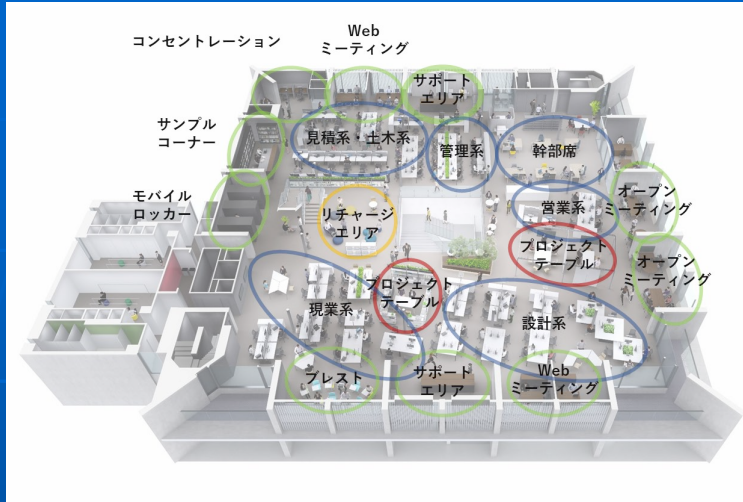 コンセントレーション
Web
ミーティング
サポート
エリア
サンプル
コーナー
見積系・土木系
管理系
幹部席
モバイル
ロッカー
リチャージ
エリア
営業系
オープン
ミーティング
プロジェクト
テーブル
オープン
ミーティング
現業系
プロジェクト
テーブル
設計系
ブレスト
サポート
エリア
Web
ミーティング